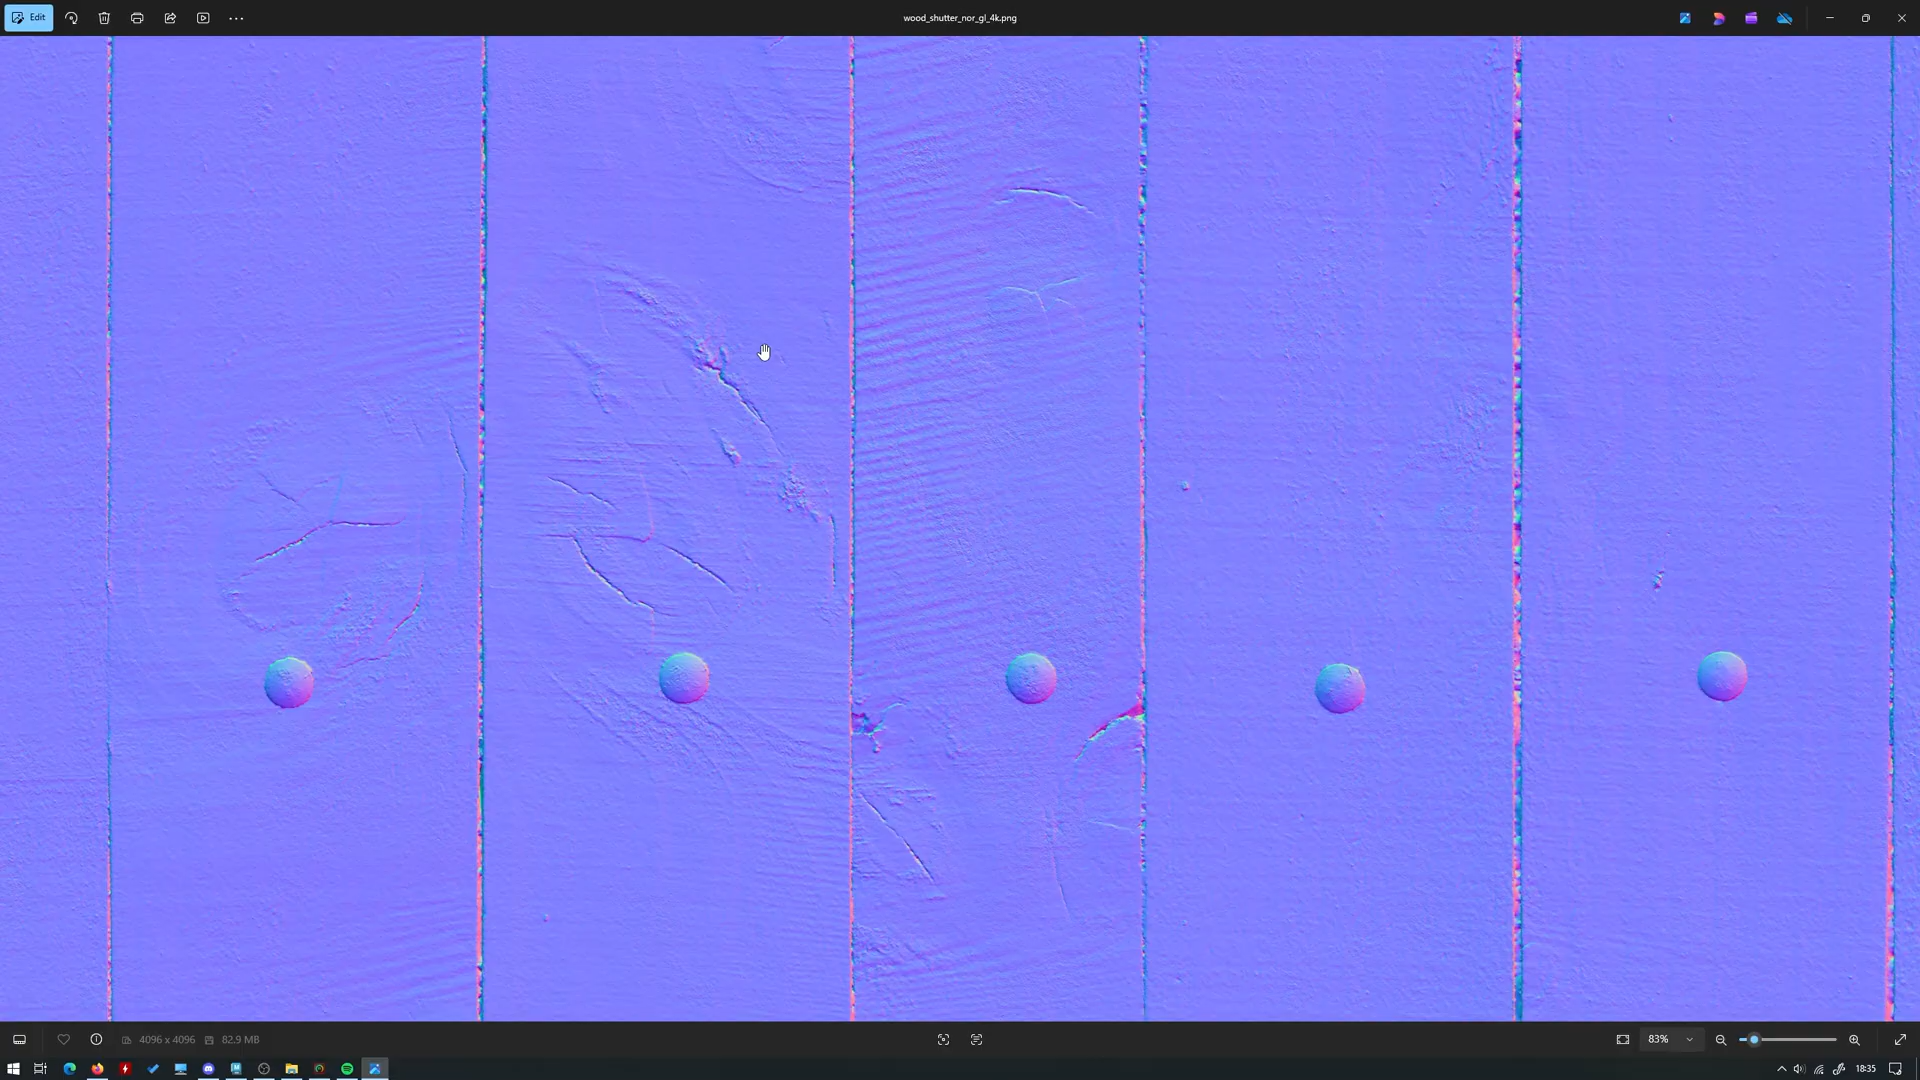 Edit
wood_shutter_nor_gl_4k.png
4096 x 4096
82.9 MB
83%
18:35